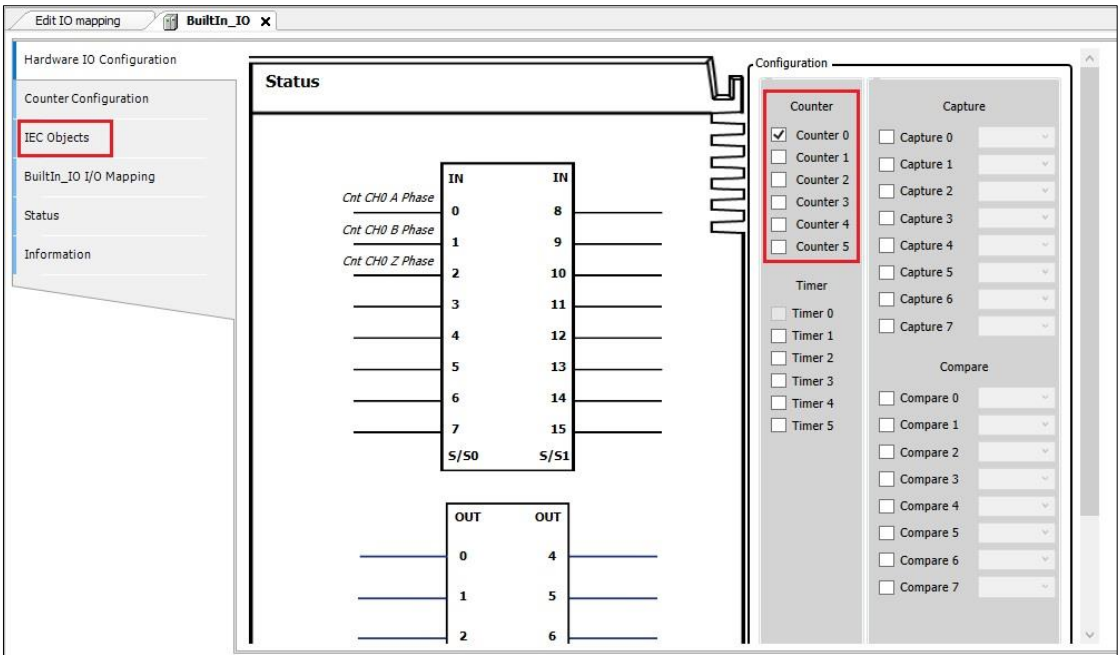 Edit IO mapping
BuiltIn_IO X
Hardware IO Configuration
Counter Configuration
IEC Objects
BuiltIn_IO I/O Mapping
Status
Information
Status
IN IN
Cnt CH0 A Phase 0 8
Cnt CH0 B Phase 1 9
Cnt CH0 Z Phase 2 10
3 11
4 12
5 13
6 14
7 15
S/S0 S/S1
OUT OUT
0 4
1 5
2 6
Configuration
Counter
Counter 0
Counter 1
Counter 2
Counter 3
Counter 4
Counter 5
Timer
Timer 0
Timer 1
Timer 2
Timer 3
Timer 4
Timer 5
Capture
Capture 0
Capture 1
Capture 2
Capture 3
Capture 4
Capture 5
Capture 6
Capture 7
Compare
Compare 0
Compare 1
Compare 2
Compare 3
Compare 4
Compare 5
Compare 6
Compare 7